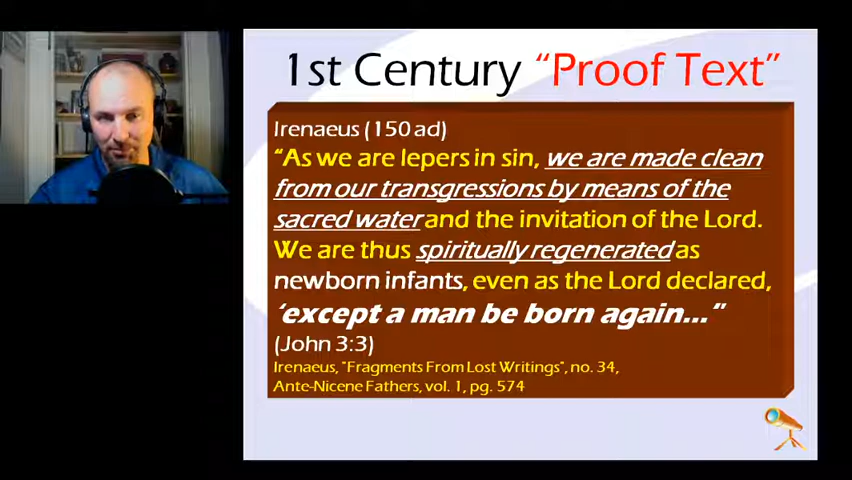 1st Century “Proof Text”
Irenaeus (150 ad)
“As we are lepers in sin, we are made clean
from our transgressions by means of the
sacred water and the invitation of the Lord.
We are thus spiritually regenerated as
newborn infants, even as the Lord declared,
‘except a man be born again...”
(John 3:3)
Irenaeus, "Fragments From Lost Writings", no. 34,
Ante-Nicene Fathers, vol. 1, pg. 574